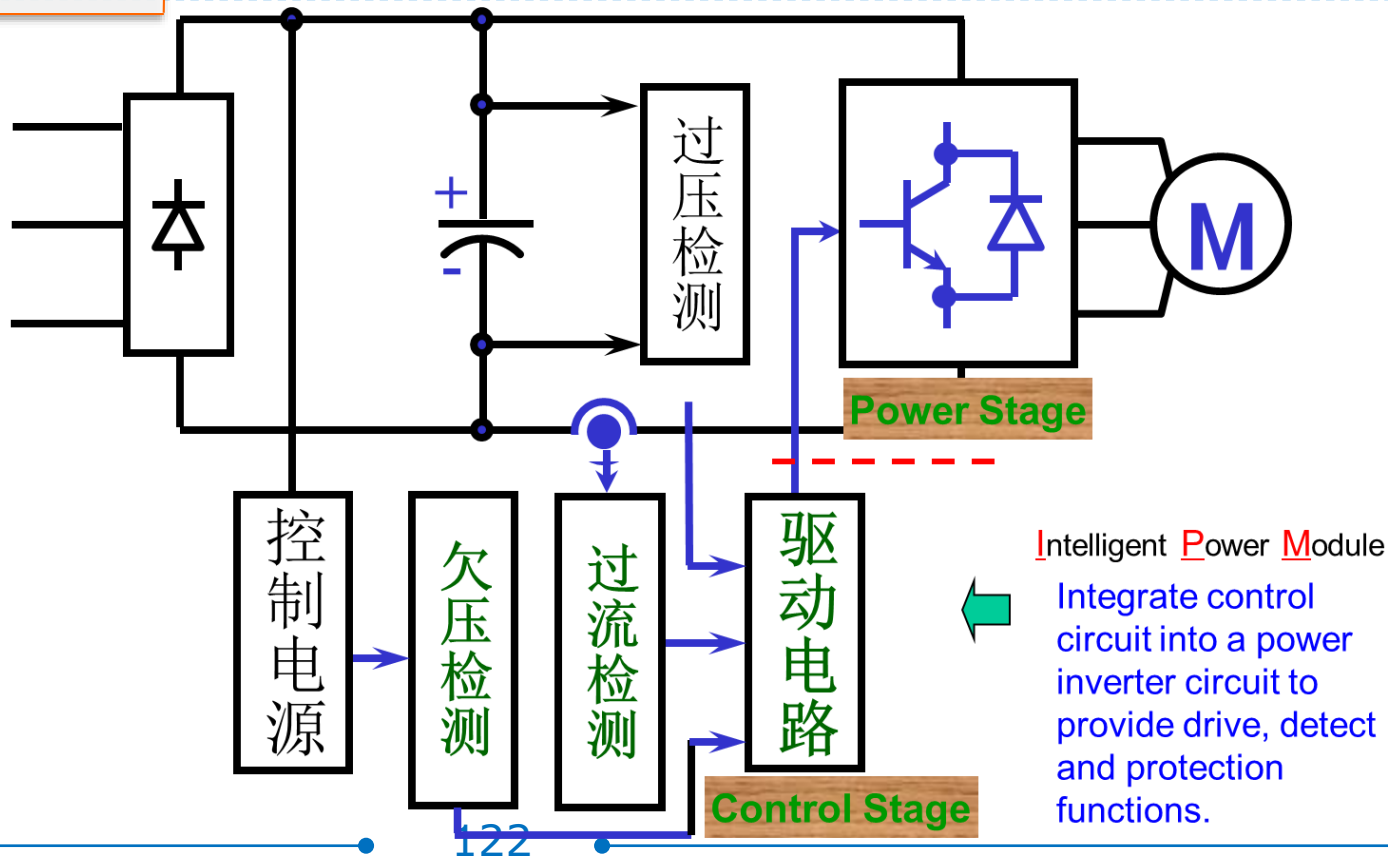 +
-
过压检测
M
Power Stage
控制电源
欠压检测
过流检测
驱动电路
Intelligent Power Module
Integrate control
circuit into a power
inverter circuit to
provide drive, detect
and protection
functions.
Control Stage
122